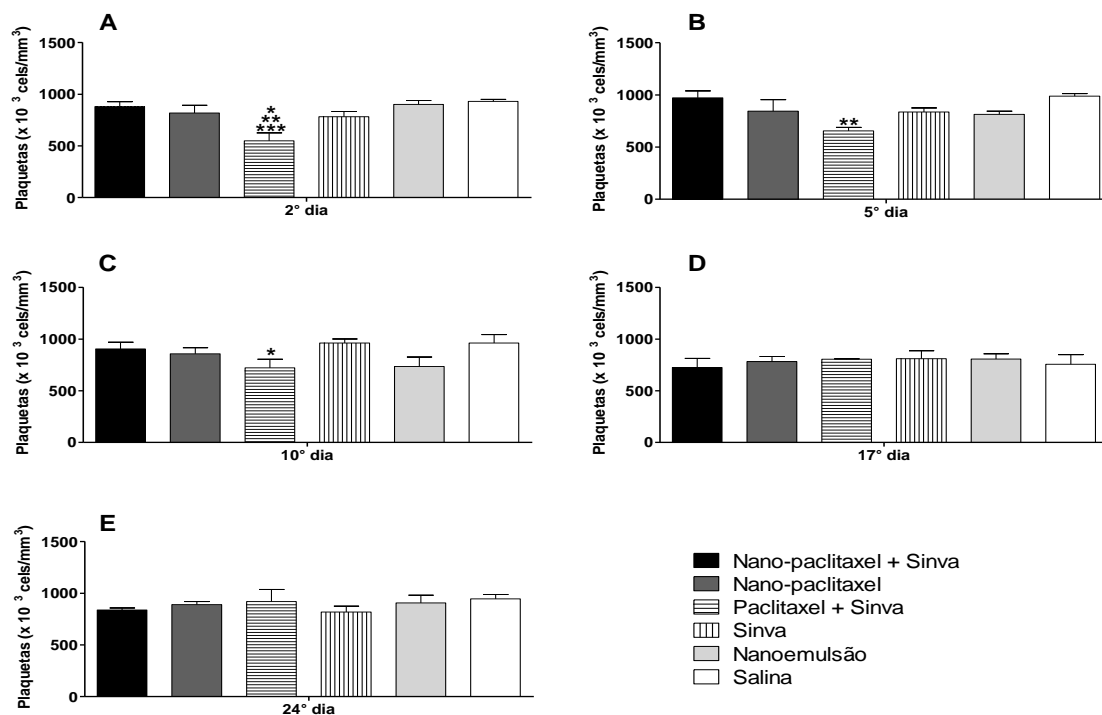 A
Plaquetas (x 10 ³ cels/mm³)
1500
1000
500
0
*
**
***
2° dia
B
Plaquetas (x 10 ³ cels/mm³)
1500
1000
500
0
**
5° dia
C
Plaquetas (x 10 ³ cels/mm³)
1500
1000
500
0
*
10° dia
D
Plaquetas (x 10 ³ cels/mm³)
1500
1000
500
0
17° dia
E
Plaquetas (x 10 ³ cels/mm³)
1500
1000
500
0
24° dia
Nano-paclitaxel + Sinva
Nano-paclitaxel
Paclitaxel + Sinva
Sinva
Nanoemulsão
Salina